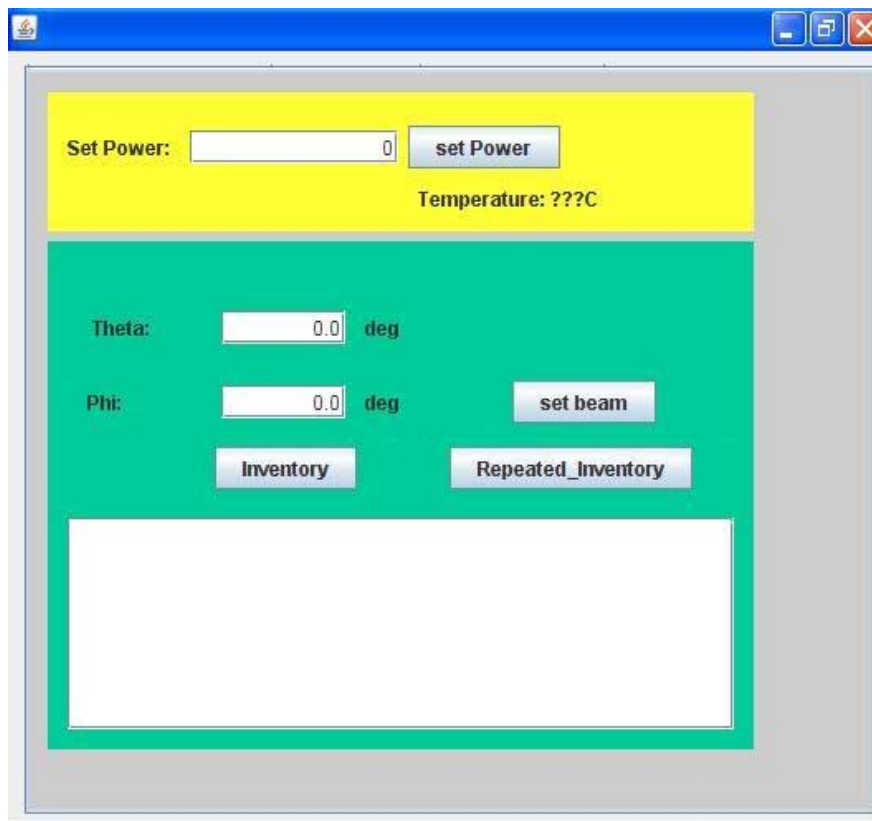 Set Power: 0 set Power
Temperature: ???C
Theta: 0.0 deg
Phi: 0.0 deg set beam
Inventory Repeated_Inventory